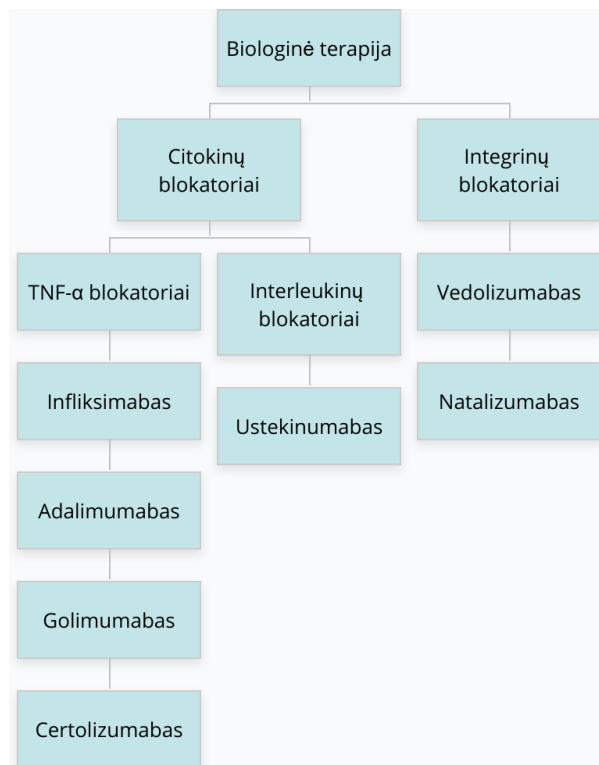 Biologinė terapija
Citokinų
blokatoriai
Integrinų
blokatoriai
TNF-α blokatoriai
Interleukinų
blokatoriai
Vedolizumabas
Infliksimabas
Ustekinumabas
Natalizumabas
Adalimumabas
Golimumabas
Certolizumabas